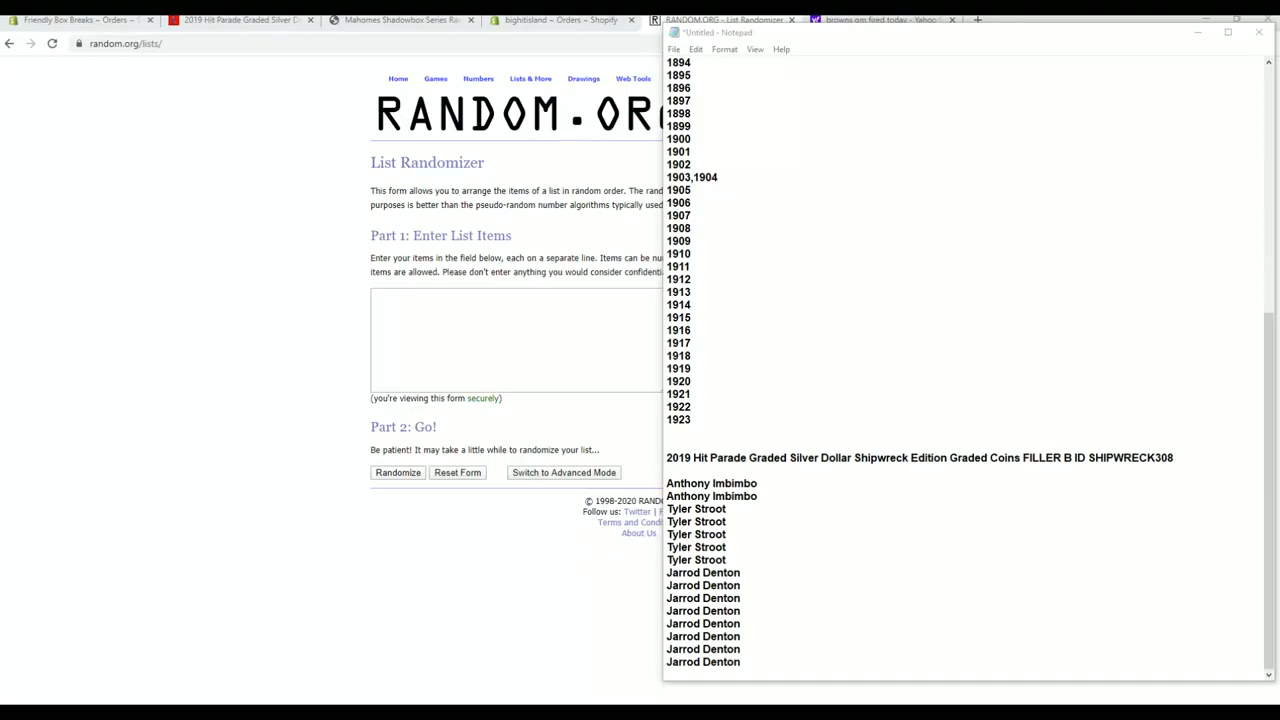 Friendly Box Breaks ~ Orders ~
2019 Hit Parade Graded Silver D
Mahomes Shadowbox Series Ra
bighitisland ~ Orders ~ Shopify
RANDOM.ORG - List Randomizer
browns gm fired today - Yahoo
random.org/lists/
Home Games Numbers Lists & More Drawings Web Tools
RANDOM.ORG
List Randomizer
This form allows you to arrange the items of a list in random order. The rand
purposes is better than the pseudo-random number algorithms typically used
Part 1: Enter List Items
Enter your items in the field below, each on a separate line. Items can be nu
items are allowed. Please don't enter anything you would consider confidenti
(you're viewing this form securely)
Part 2: Go!
Be patient! It may take a little while to randomize your list...
Randomize Reset Form Switch to Advanced Mode
© 1998-2020 RAND
Follow us: Twitter | F
Terms and Condi
About Us
*Untitled - Notepad
File Edit Format View Help
1894
1895
1896
1897
1898
1899
1900
1901
1902
1903,1904
1905
1906
1907
1908
1909
1910
1911
1912
1913
1914
1915
1916
1917
1918
1919
1920
1921
1922
1923
2019 Hit Parade Graded Silver Dollar Shipwreck Edition Graded Coins FILLER B ID SHIPWRECK308
Anthony Imbimbo
Anthony Imbimbo
Tyler Stroot
Tyler Stroot
Tyler Stroot
Tyler Stroot
Tyler Stroot
Jarrod Denton
Jarrod Denton
Jarrod Denton
Jarrod Denton
Jarrod Denton
Jarrod Denton
Jarrod Denton
Jarrod Denton